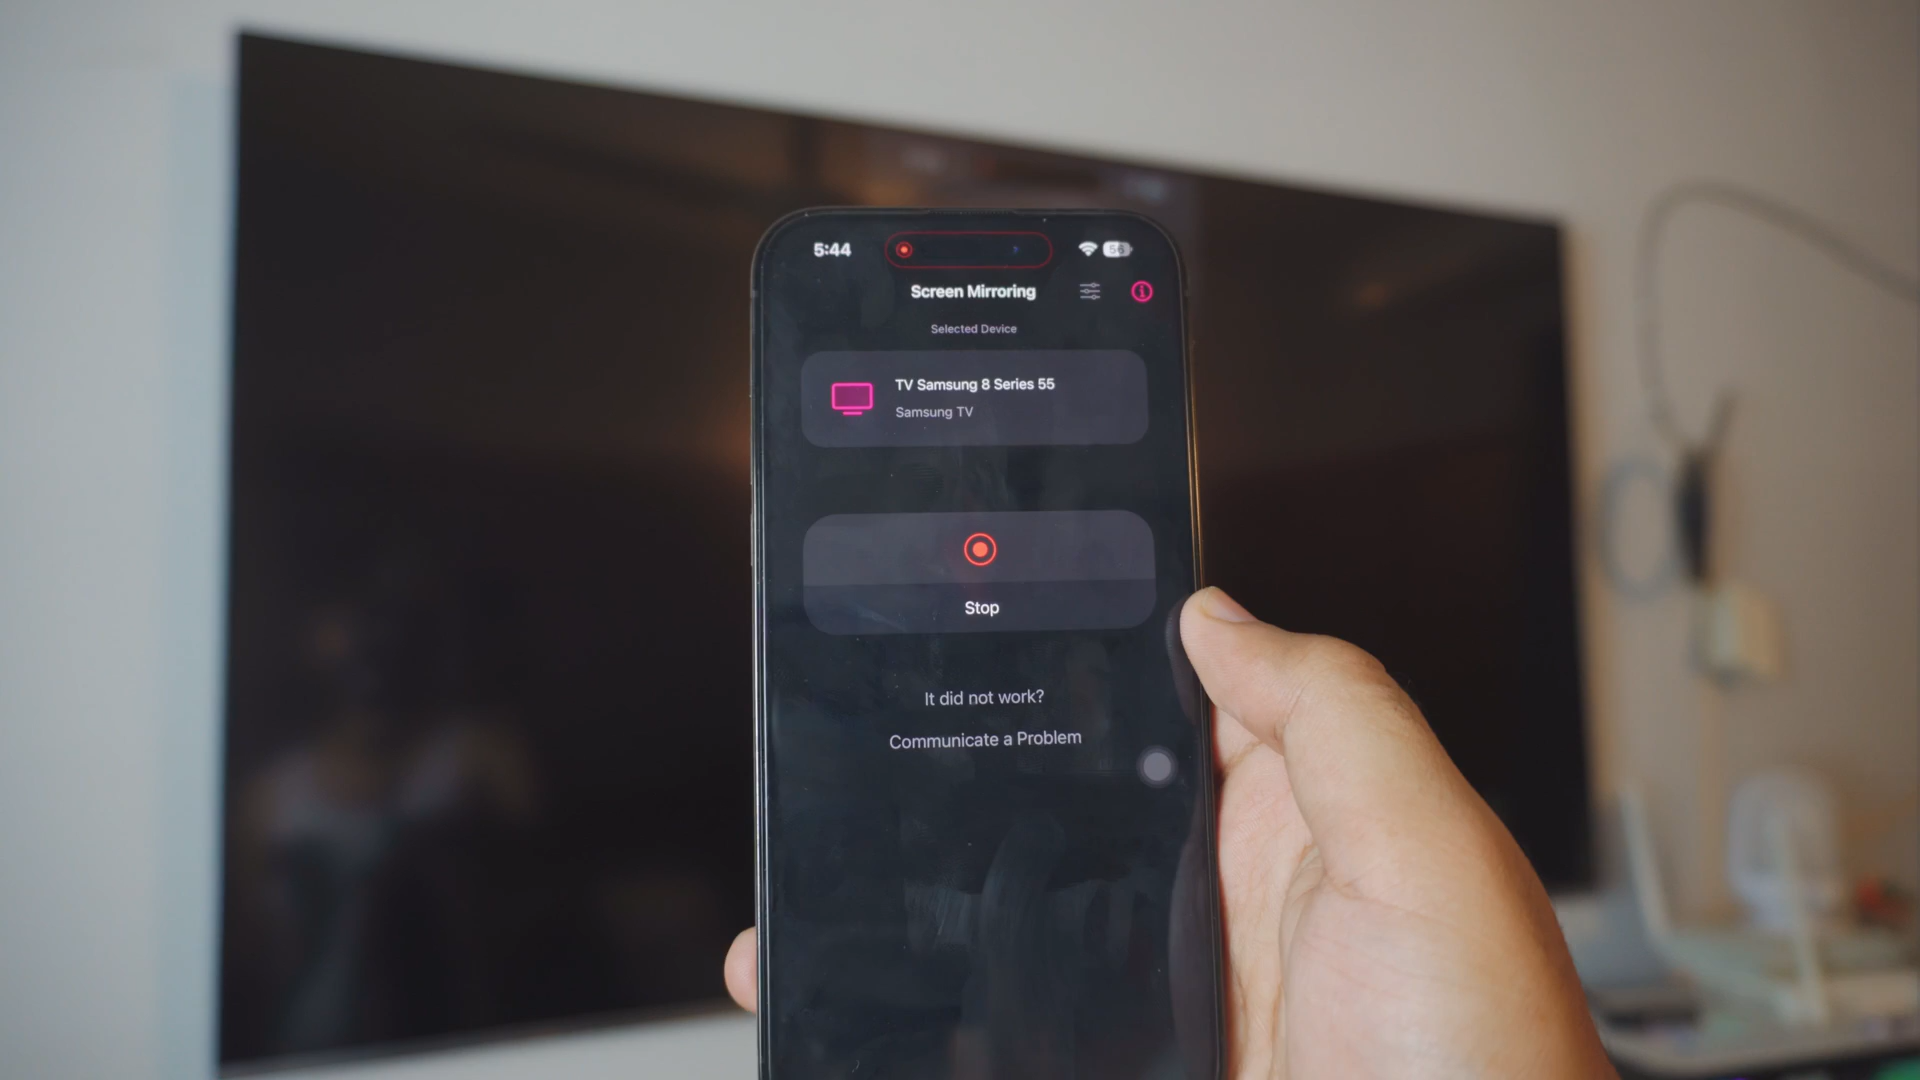 5:44
56
Screen Mirroring
Selected Device
TV Samsung 8 Series 55
Samsung TV
Stop
It did not work?
Communicate a Problem